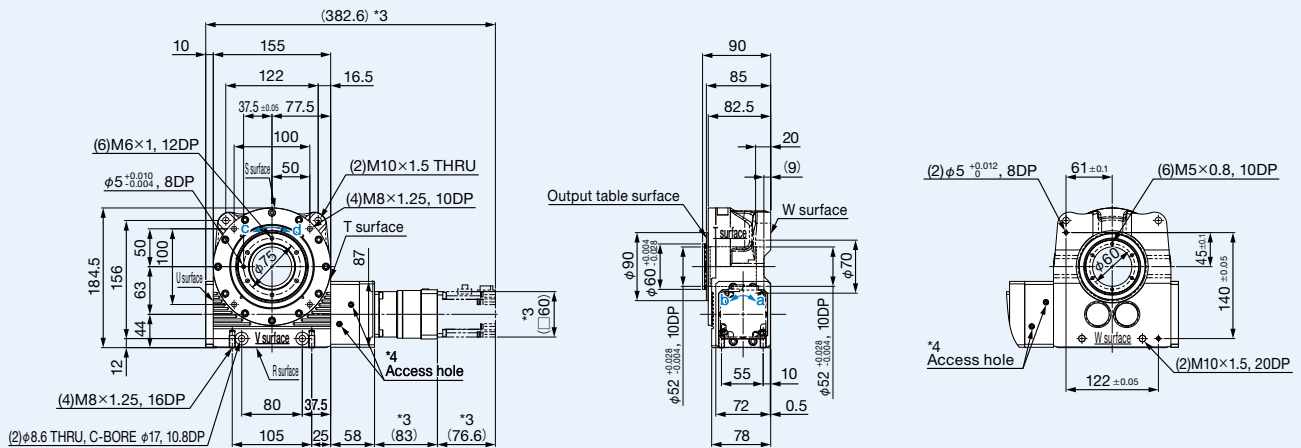 (382.6) *3
10
155
122
16.5
37.5 ±0.05
77.5
(6)M6×1, 12DP
100
S surface
50
(2)M10×1.5 THRU
φ5 +0.010 -0.004, 8DP
(4)M8×1.25, 10DP
T surface
c
d
φ75
184.5
156
50
100
63
44
12
U surface
87
*3
(□60)
V surface
R surface
*4
Access hole
(4)M8×1.25, 16DP
80
37.5
(2)φ8.6 THRU, C-BORE φ17, 10.8DP
105
25
58
*3
(83)
*3
(76.6)
90
85
82.5
20
(9)
Output table surface
W surface
T surface
φ90
φ60 +0.004 -0.028
φ70
b
a
φ52 +0.028 -0.004, 10DP
φ52 +0.028 -0.004, 10DP
55
10
72
0.5
78
(2)φ5 +0.012 0, 8DP
61 ±0.1
(6)M5×0.8, 10DP
φ60
45±0.1
140 ±0.05
*4
Access hole
W surface
(2)M10×1.5, 20DP
122 ±0.05